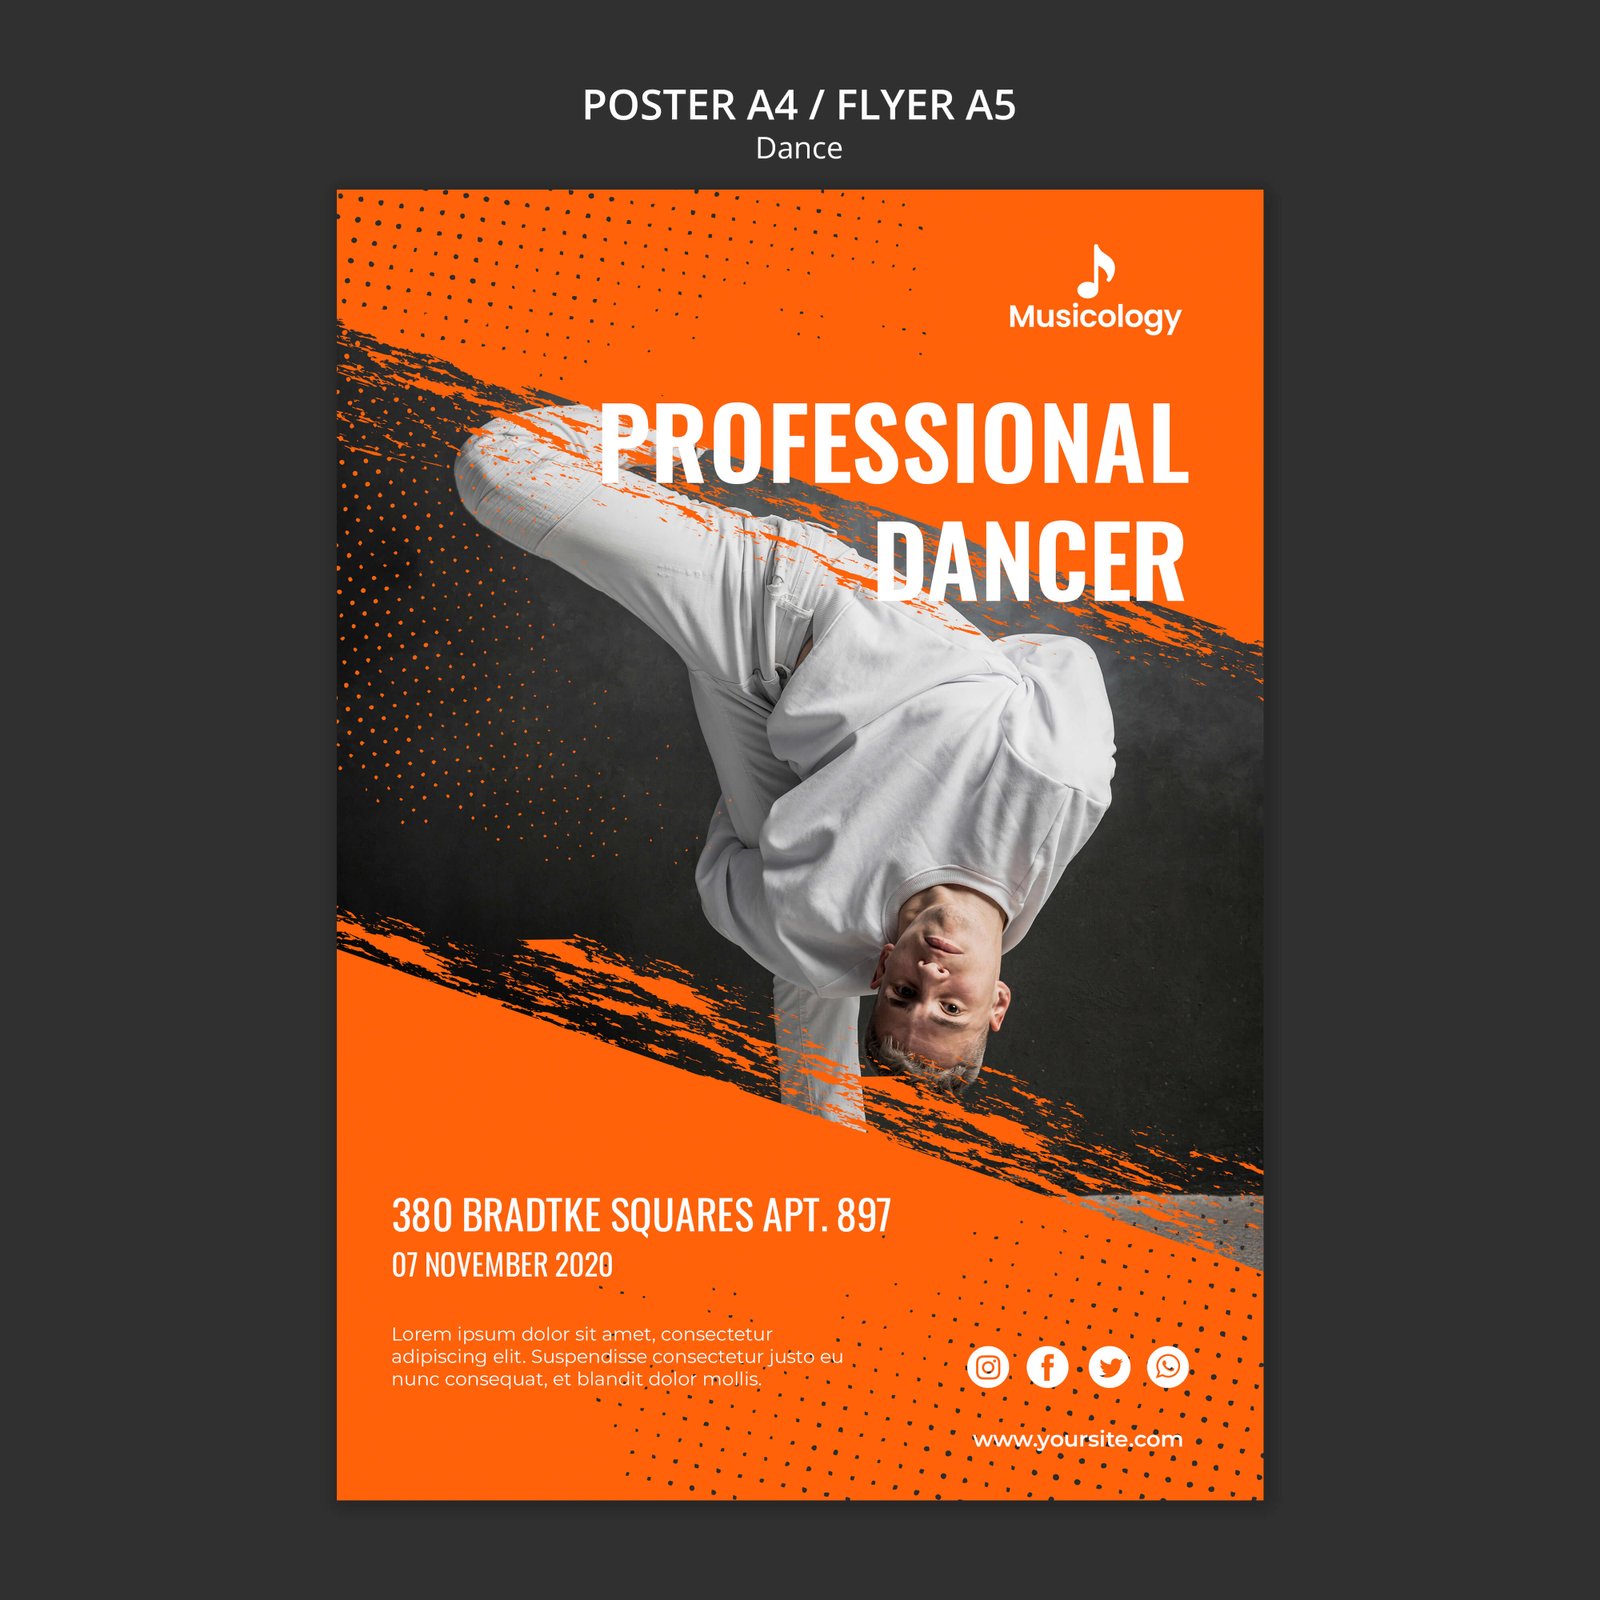 POSTER A4 / FLYER A5
Dance
Musicology
PROFESSIONAL
DANCER
380 BRADTKE SQUARES APT. 897
07 NOVEMBER 2020
Lorem ipsum dolor sit amet, consectetur
adipiscing elit. Suspendisse consectetur justo eu
nunc consequat, et blandit dolor mollis.
www.yoursite.com